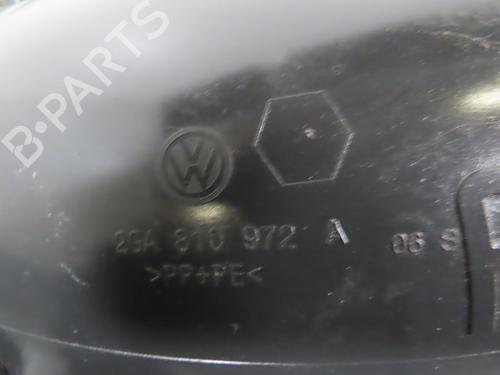 B-PARTS
VW
2GA 810 972 A 06 S
>PP+PE<